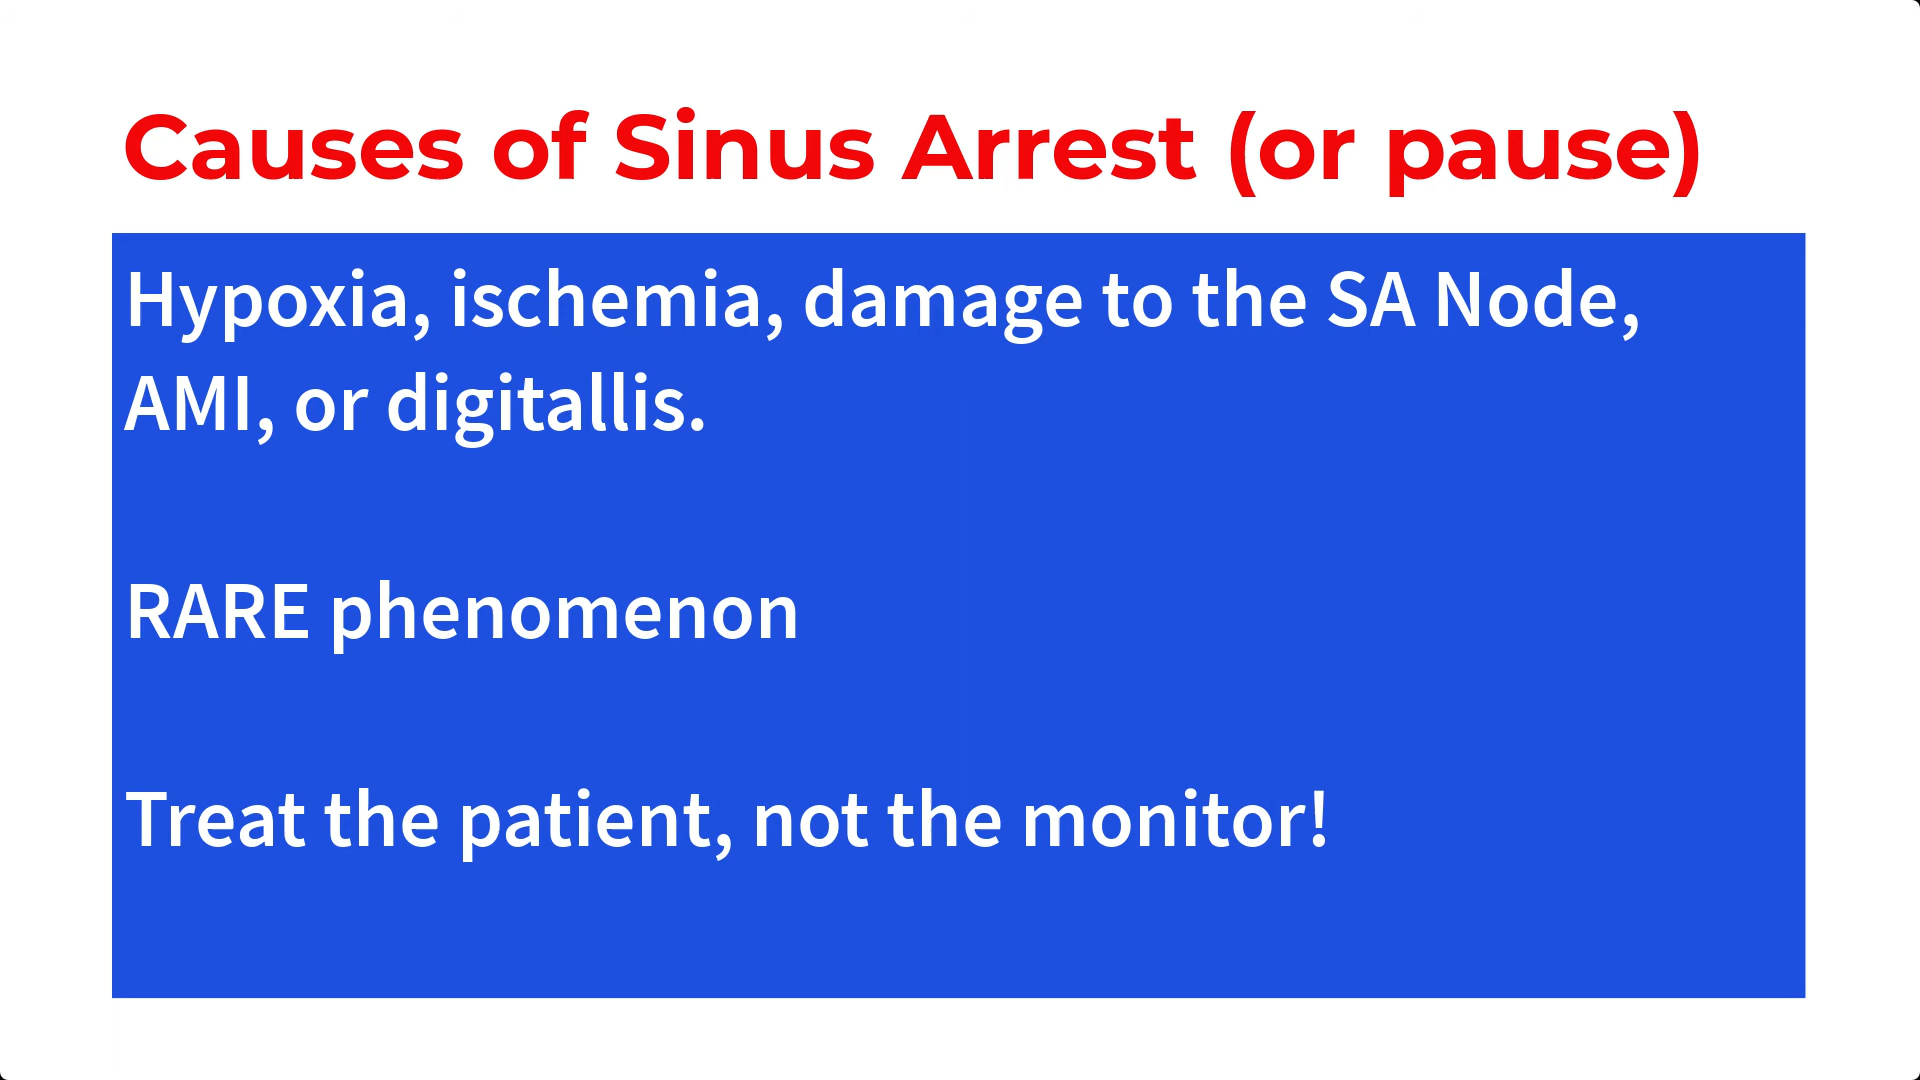 Causes of Sinus Arrest (or pause)
Hypoxia, ischemia, damage to the SA Node,
AMI, or digitallis.
RARE phenomenon
Treat the patient, not the monitor!